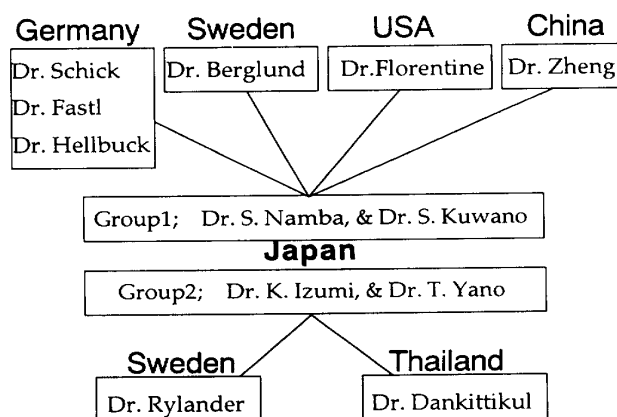 Germany Sweden USA China
Dr. Schick
Dr. Fastl
Dr. Hellbuck
Dr. Berglund
Dr.Florentine
Dr. Zheng
Group1; Dr. S. Namba, & Dr. S. Kuwano
Japan
Group2; Dr. K. Izumi, & Dr. T. Yano
Sweden Thailand
Dr. Rylander
Dr. Dankittikul